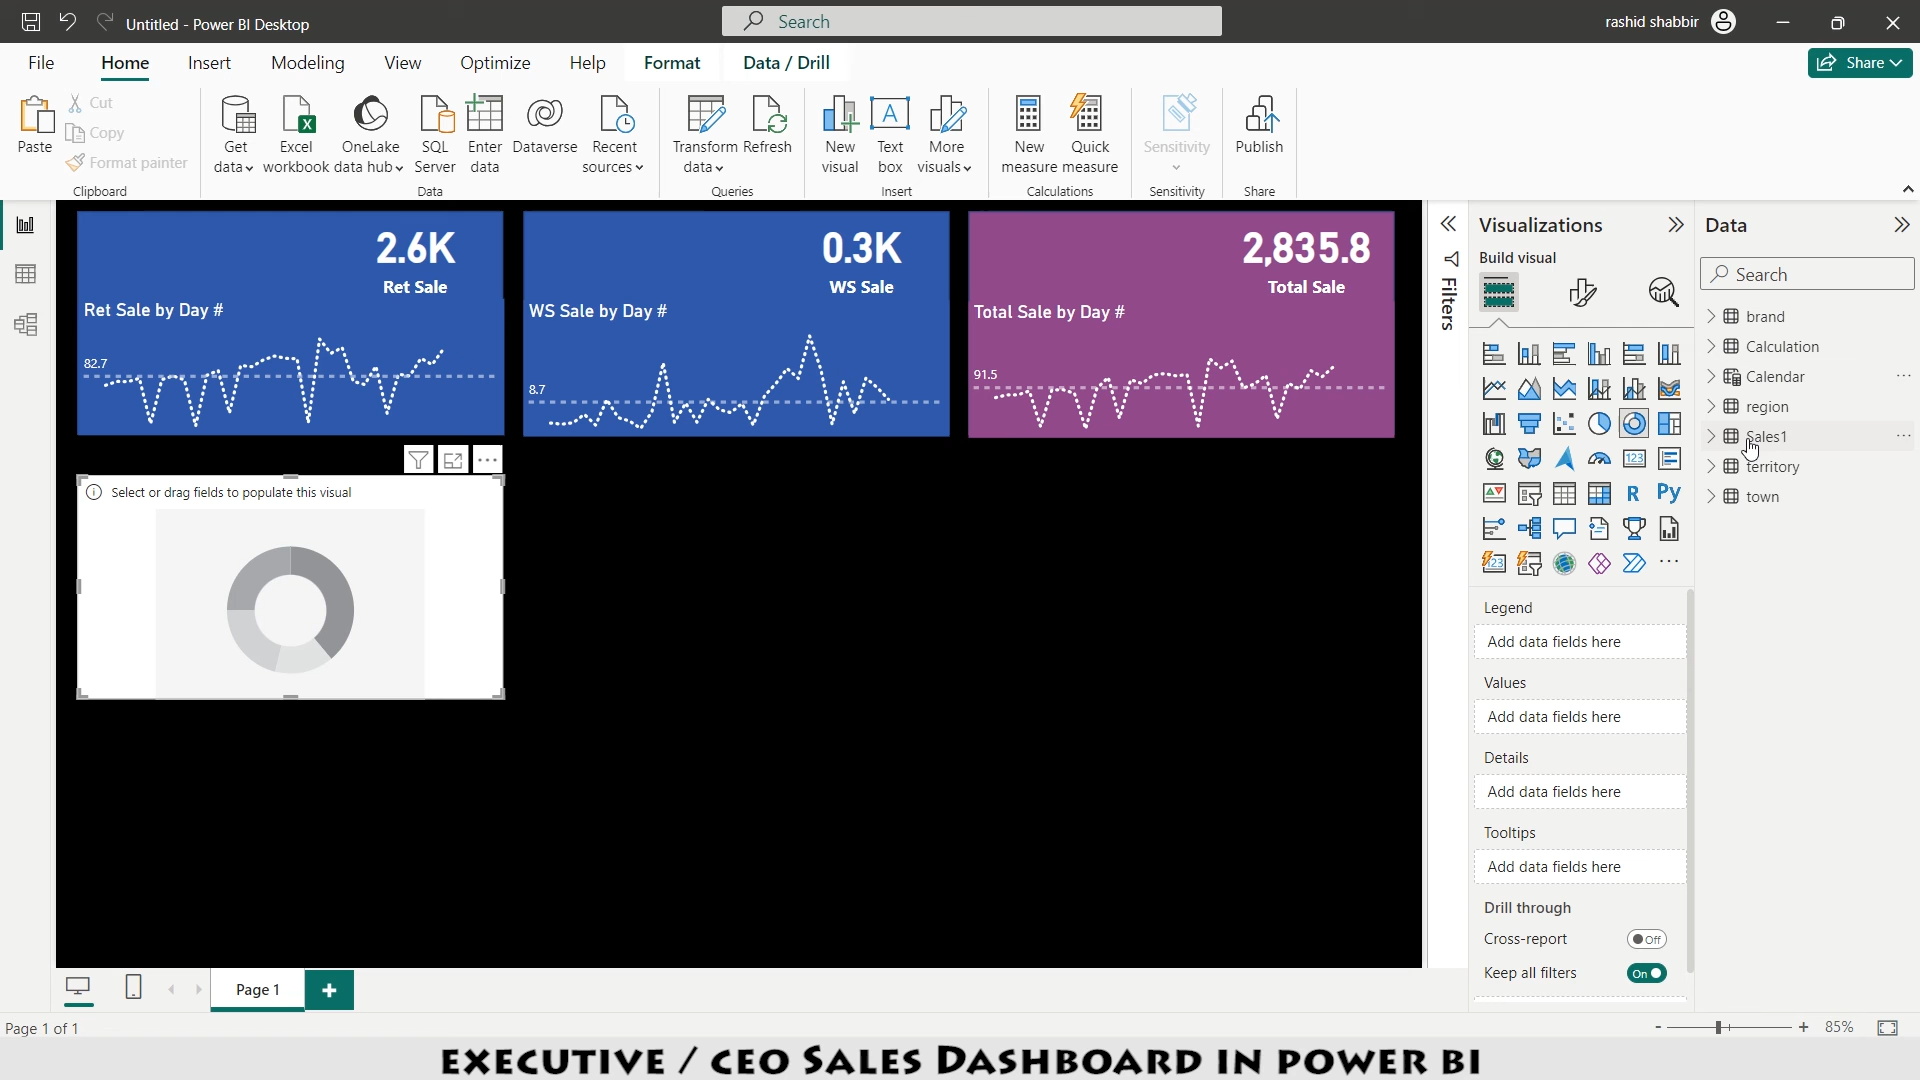 Untitled - Power BI Desktop
Search
rashid shabbir
File
Home
Insert
Modeling
View
Optimize
Help
Format
Data / Drill
Share
Paste
Cut
Copy
Format painter
Clipboard
Get data
Excel workbook
OneLake data hub
SQL Server
Enter data
Dataverse
Recent sources
Data
Transform data
Refresh
Queries
New visual
Text box
More visuals
Insert
New measure
Quick measure
Calculations
Sensitivity
Sensitivity
Publish
Share
2.6K
Ret Sale
Ret Sale by Day #
82.7
0.3K
WS Sale
WS Sale by Day #
8.7
2,835.8
Total Sale
Total Sale by Day #
91.5
Select or drag fields to populate this visual
Filters
Visualizations
Build visual
123
R
Py
123
Legend
Add data fields here
Values
Add data fields here
Details
Add data fields here
Tooltips
Add data fields here
Drill through
Cross-report
Off
Keep all filters
On
Data
Search
brand
Calculation
Calendar
region
Sales1
territory
town
Page 1
Page 1 of 1
85%
EXECUTIVE / CEO SALES DASHBOARD IN POWER BI